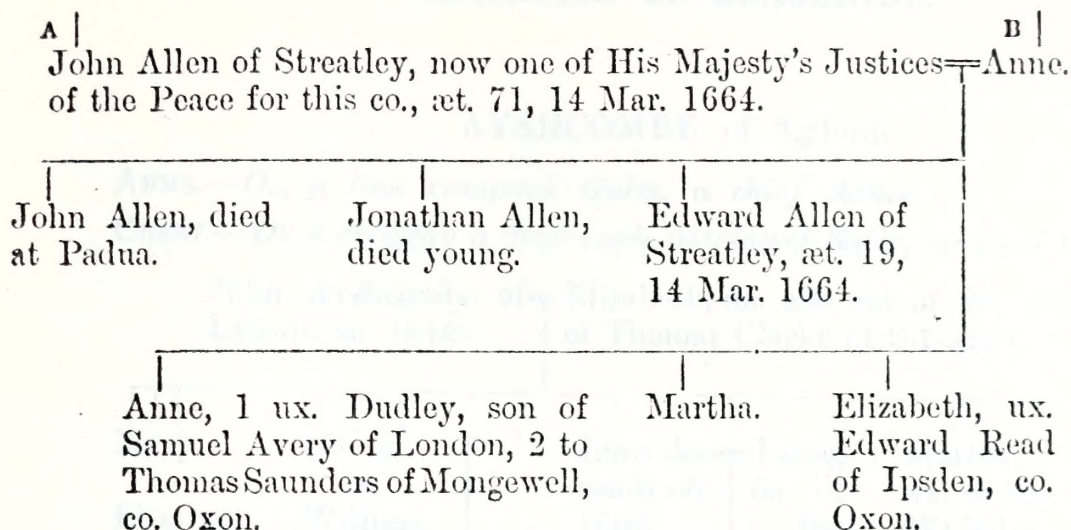 A B
John Allen of Streatley, now one of His Majesty's Justices=Anne.
of the Peace for this co., æt. 71, 14 Mar. 1664.
John Allen, died
at Padua.
Jonathan Allen,
died young.
Edward Allen of
Streatley, æt. 19,
14 Mar. 1664.
Anne, 1 ux. Dudley, son of
Samuel Avery of London, 2 to
Thomas Saunders of Mongewell,
co. Oxon.
Martha.
Elizabeth, ux.
Edward Read
of Ipsden, co.
Oxon.